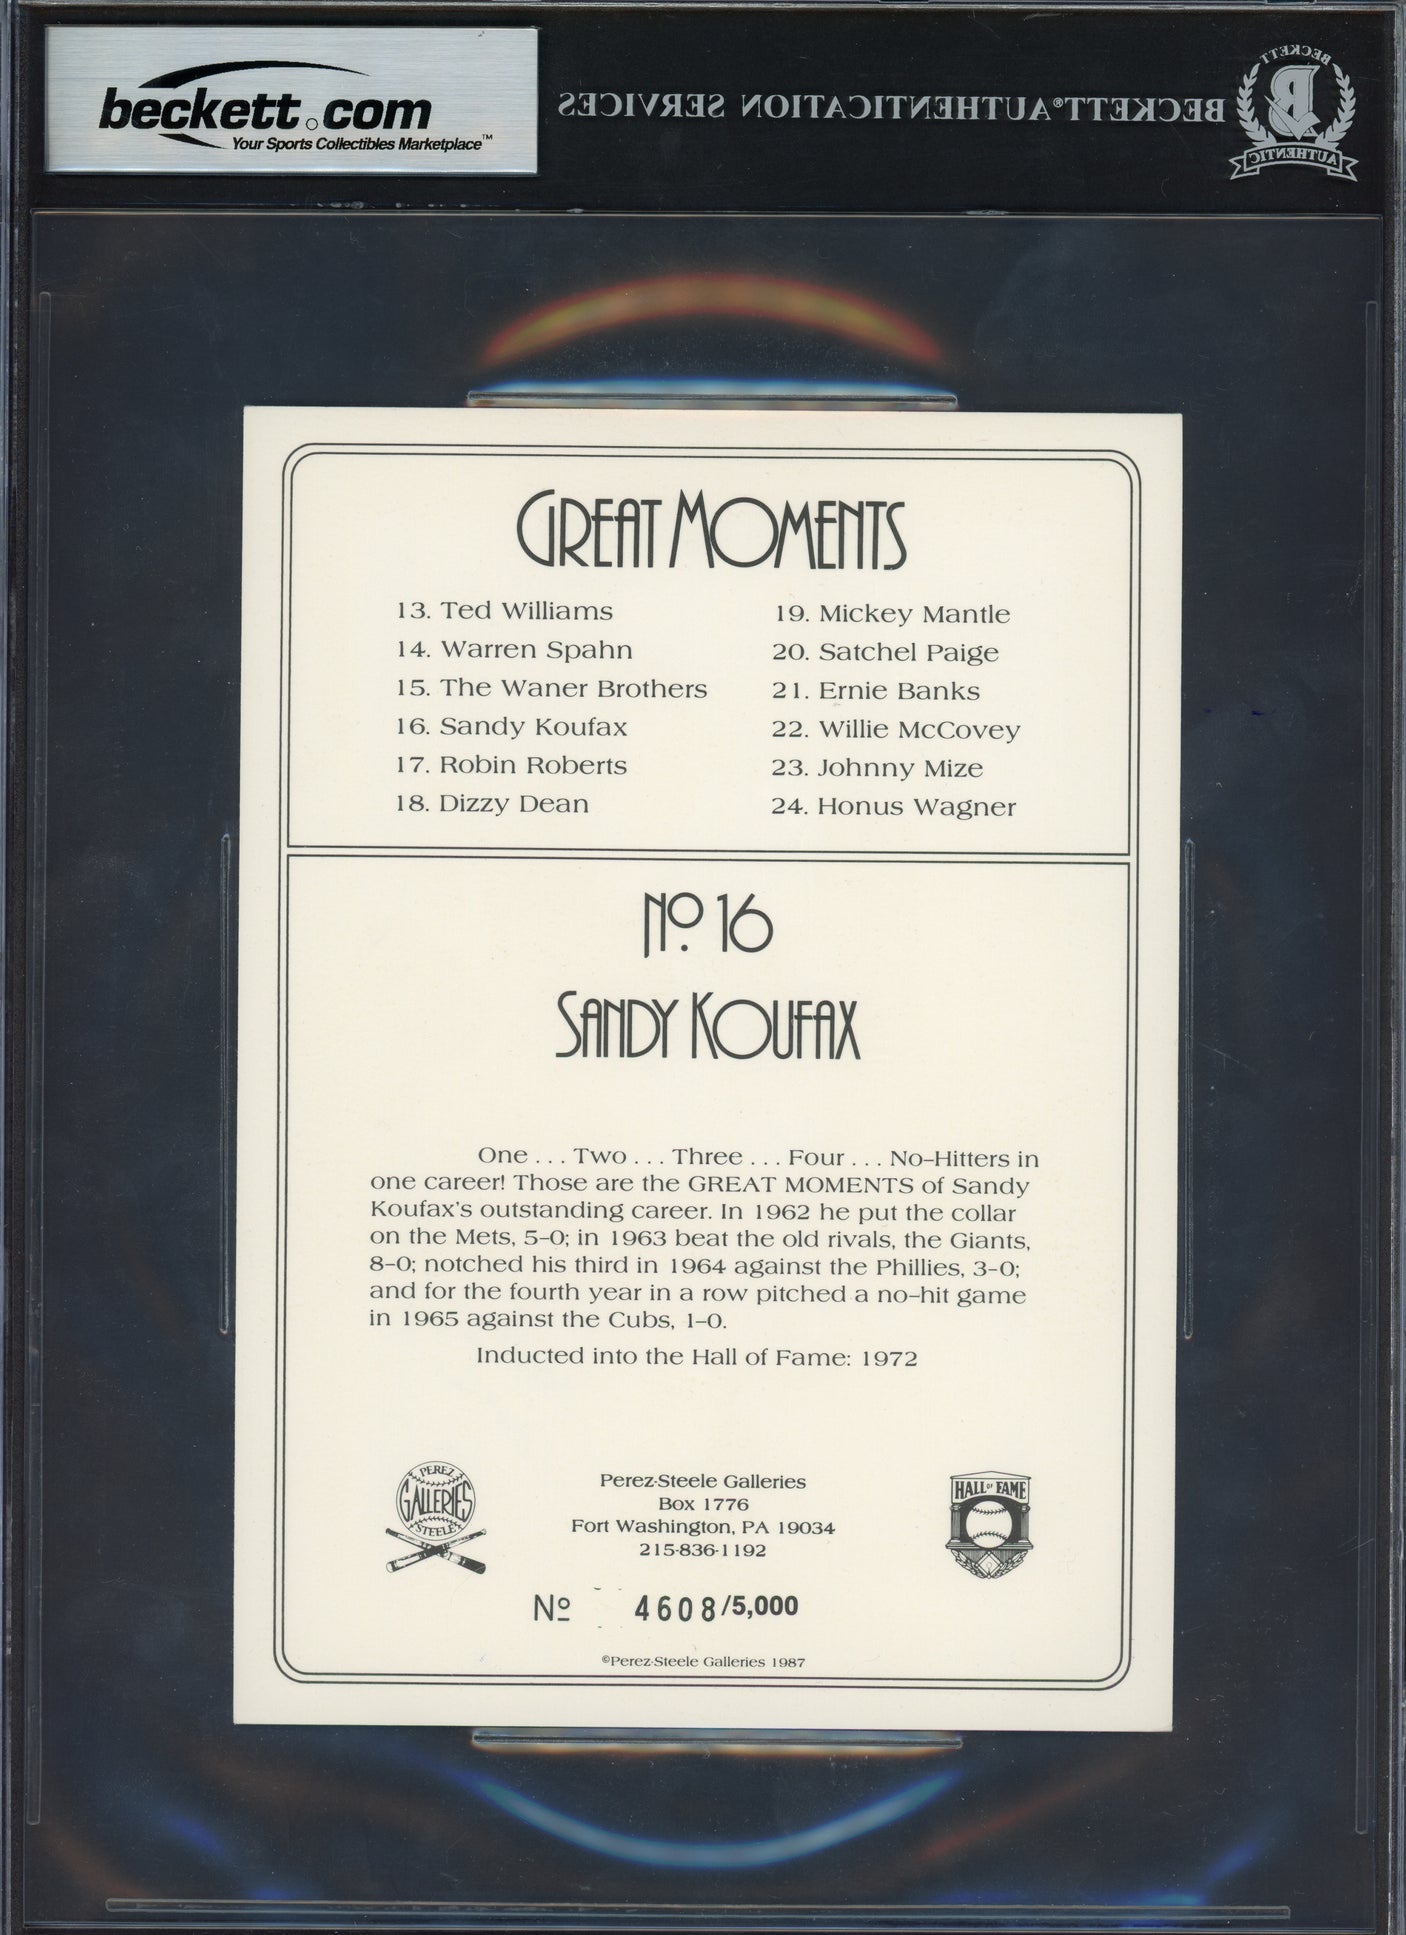 beckett.com
Your Sports Collectibles Marketplace™
BECKETT® AUTHENTICATION SERVICES
BECKETT
B
AUTHENTIC
GREAT MOMENTS
13. Ted Williams
14. Warren Spahn
15. The Waner Brothers
16. Sandy Koufax
17. Robin Roberts
18. Dizzy Dean
19. Mickey Mantle
20. Satchel Paige
21. Ernie Banks
22. Willie McCovey
23. Johnny Mize
24. Honus Wagner
Nº. 16
SANDY KOUFAX
One . . . Two . . . Three . . . Four . . . No-Hitters in
one career! Those are the GREAT MOMENTS of Sandy
Koufax's outstanding career. In 1962 he put the collar
on the Mets, 5-0; in 1963 beat the old rivals, the Giants,
8-0; notched his third in 1964 against the Phillies, 3-0;
and for the fourth year in a row pitched a no-hit game
in 1965 against the Cubs, 1-0.
Inducted into the Hall of Fame: 1972
PEREZ
GALLERIES
STEELE
Perez-Steele Galleries
Box 1776
Fort Washington, PA 19034
215-836-1192
HALL OF FAME
Nº 4608/5,000
©Perez-Steele Galleries 1987